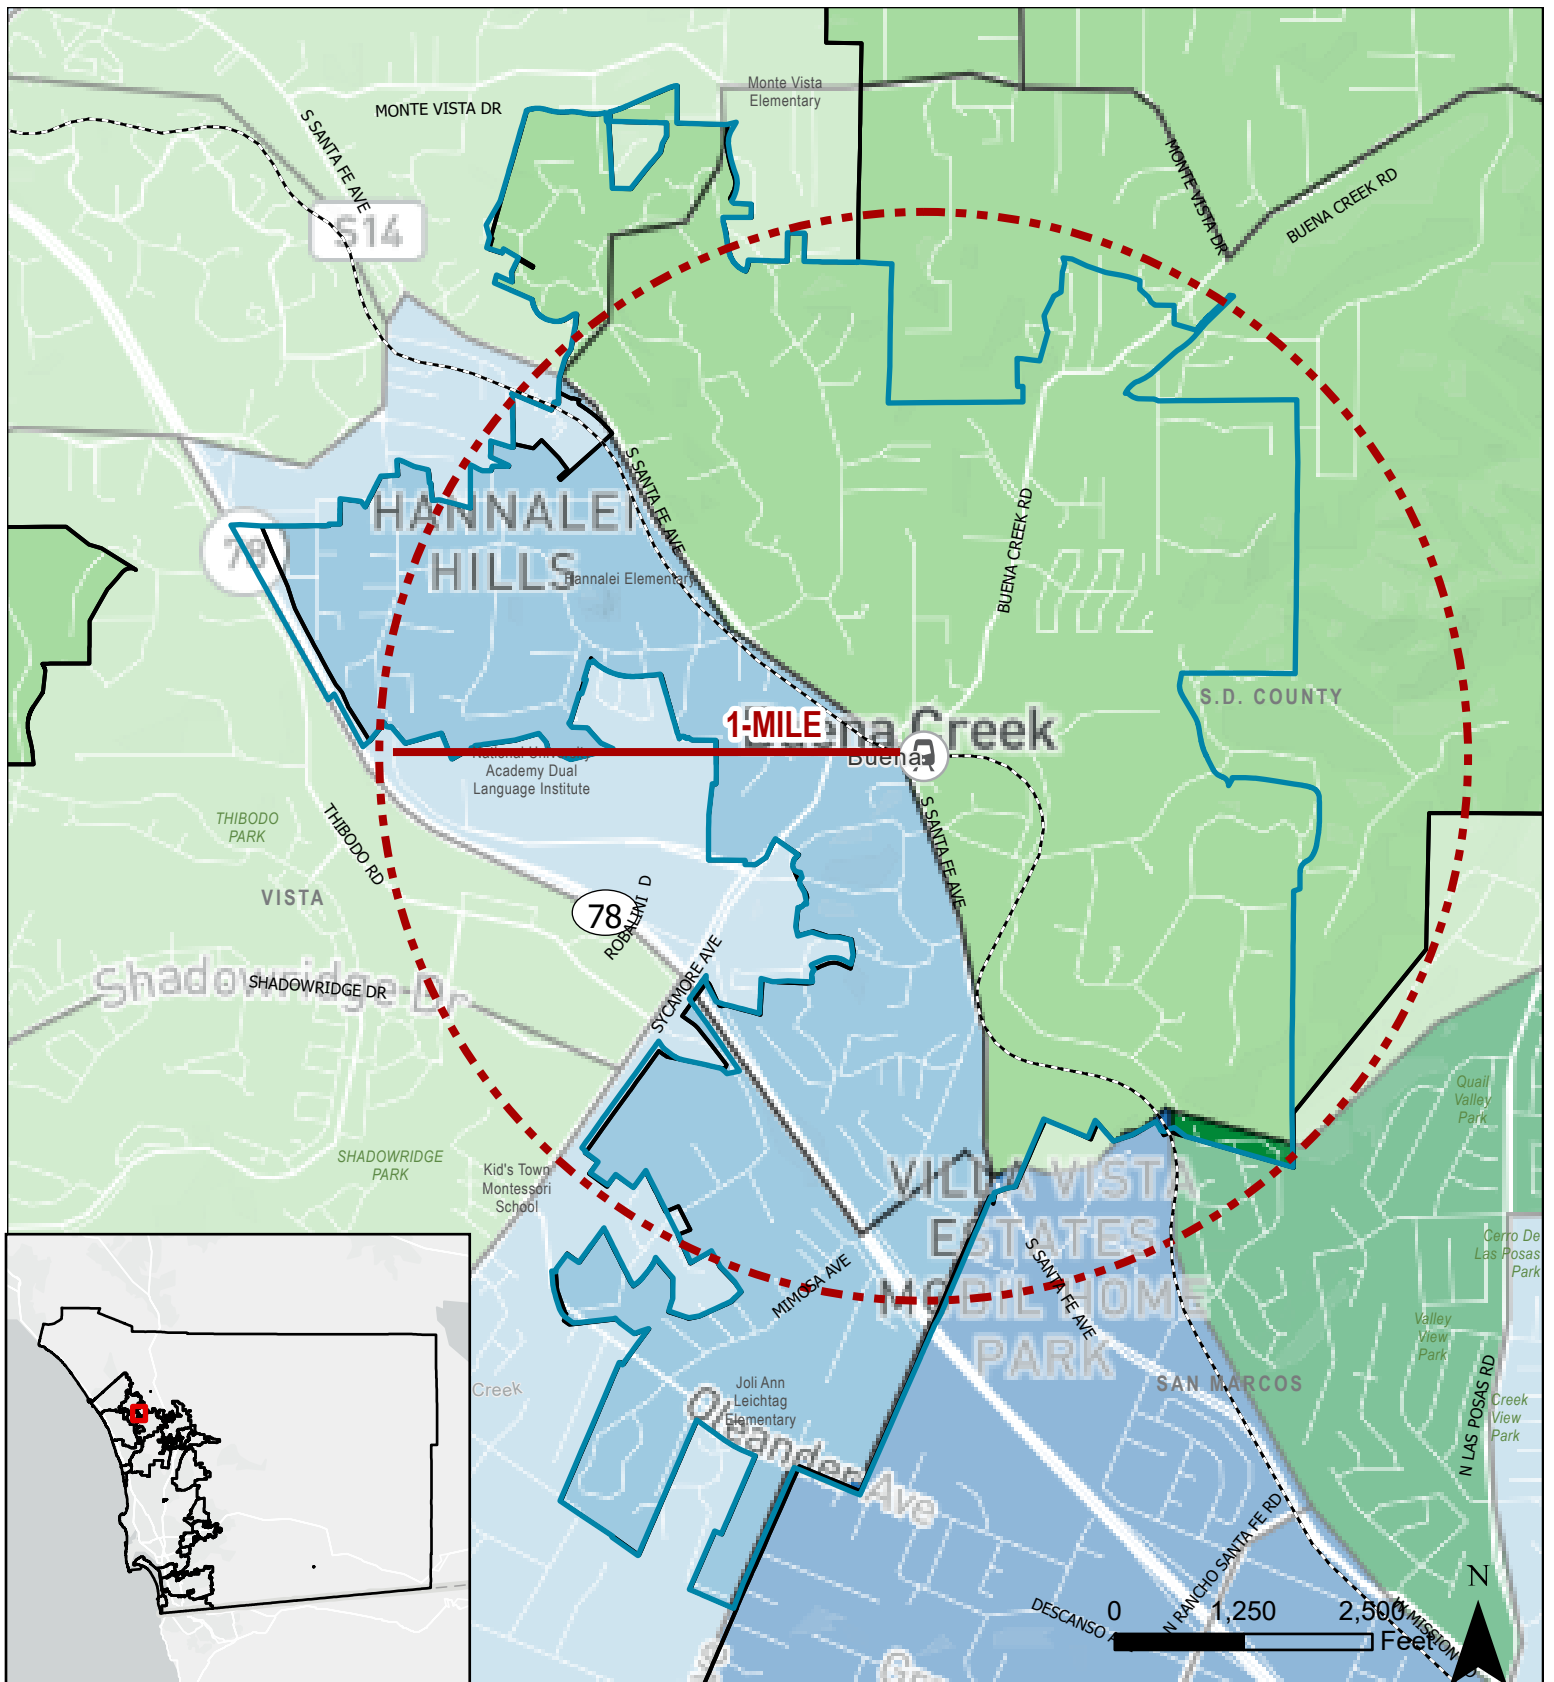 Monte Vista
Elementary
MONTE VISTA DR
S SANTA FE AVE
S14
MONTE VISTA DR
BUENA CREEK RD
HANNALEI
HILLS
78
S SANTA FE AVE
Hannalei Elementary
BUENA CREEK RD
S.D. COUNTY
1-MILE
Buena Creek
Buena
National University
Academy Dual
Language Institute
THIBODO
PARK
THIBODO RD
S SANTA FE AVE
VISTA
78
ROBALINI D
SYCAMORE AVE
Shadowridge Dr
SHADOWRIDGE DR
Quail
Valley
Park
SHADOWRIDGE
PARK
Kid's Town
Montessori
School
VILLA VISTA
ESTATES
MOBIL HOME
PARK
S SANTA FE AVE
MIMOSA AVE
Cerro De
Las Posas
Park
Valley
View
Park
SAN MARCOS
N LAS POSAS RD
Creek
View
Park
Creek
Joli Ann
Leichtag
Elementary
Oleander Ave
N RANCHO SANTA FE RD
DESCANSO A
W MISSION
N
0 1,250 2,500
Feet